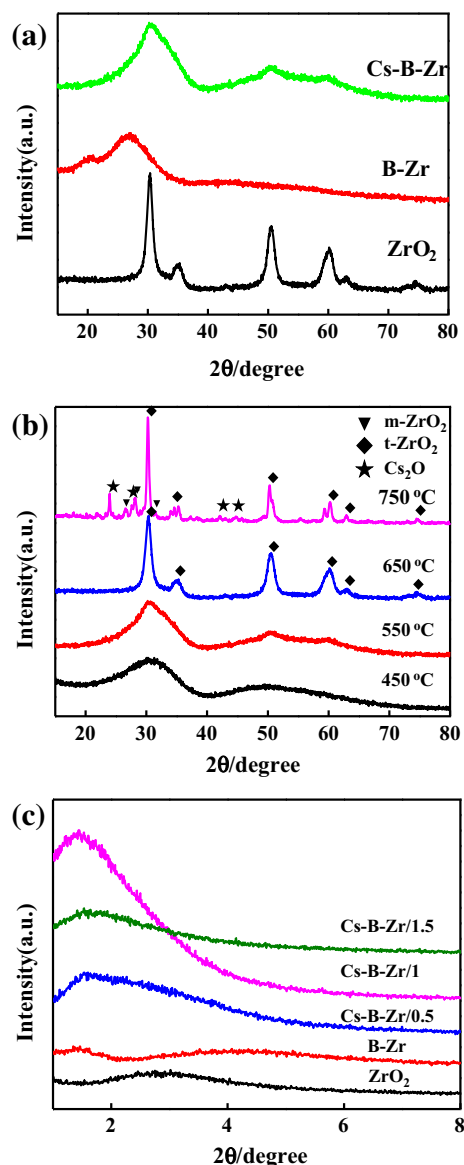 (a)
Cs-B-Zr
B-Zr
ZrO₂
Intensity(a.u.)
20 30 40 50 60 70 80
2θ/degree
(b)
▼ m-ZrO₂
◆ t-ZrO₂
★ Cs₂O
750 °C
650 °C
550 °C
450 °C
Intensity(a.u.)
20 30 40 50 60 70 80
2θ/degree
(c)
Cs-B-Zr/1.5
Cs-B-Zr/1
Cs-B-Zr/0.5
B-Zr
ZrO₂
Intensity(a.u.)
2 4 6 8
2θ/degree